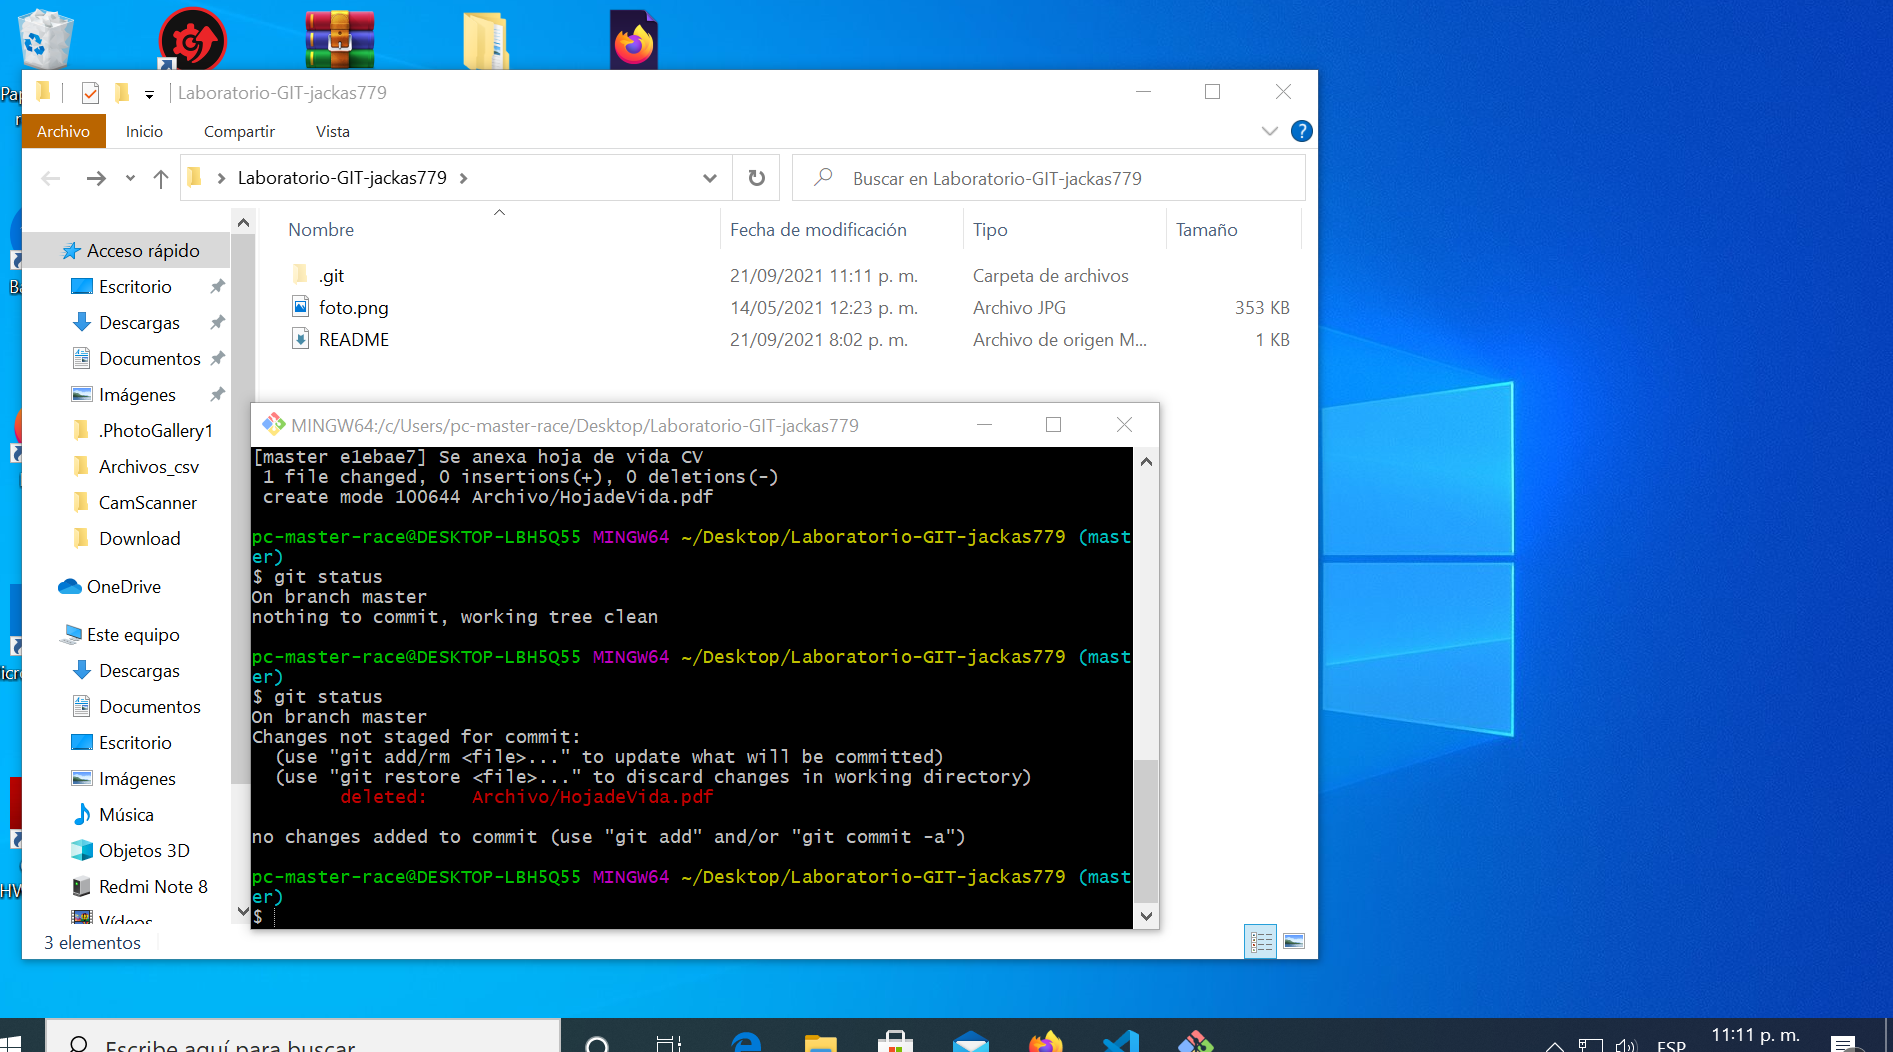 Laboratorio-GIT-jackas779
Archivo
Inicio
Compartir
Vista
Laboratorio-GIT-jackas779
Buscar en Laboratorio-GIT-jackas779
Nombre
Fecha de modificación
Tipo
Tamaño
.git
21/09/2021 11:11 p. m.
Carpeta de archivos
foto.png
14/05/2021 12:23 p. m.
Archivo JPG
353 KB
README
21/09/2021 8:02 p. m.
Archivo de origen M...
1 KB
Acceso rápido
Escritorio
Descargas
Documentos
Imágenes
.PhotoGallery1
Archivos_csv
CamScanner
Download
OneDrive
Este equipo
Descargas
Documentos
Escritorio
Imágenes
Música
Objetos 3D
Redmi Note 8
Vídeos
3 elementos
MINGW64:/c/Users/pc-master-race/Desktop/Laboratorio-GIT-jackas779
[master e1ebae7] Se anexa hoja de vida CV
1 file changed, 0 insertions(+), 0 deletions(-)
create mode 100644 Archivo/HojadeVida.pdf
pc-master-race@DESKTOP-LBH5Q55 MINGW64 ~/Desktop/Laboratorio-GIT-jackas779 (mast
er)
$ git status
On branch master
nothing to commit, working tree clean
pc-master-race@DESKTOP-LBH5Q55 MINGW64 ~/Desktop/Laboratorio-GIT-jackas779 (mast
er)
$ git status
On branch master
Changes not staged for commit:
(use "git add/rm <file>..." to update what will be committed)
(use "git restore <file>..." to discard changes in working directory)
deleted: Archivo/HojadeVida.pdf
no changes added to commit (use "git add" and/or "git commit -a")
pc-master-race@DESKTOP-LBH5Q55 MINGW64 ~/Desktop/Laboratorio-GIT-jackas779 (mast
er)
$
Escribe aquí para buscar
ESP
11:11 p. m.